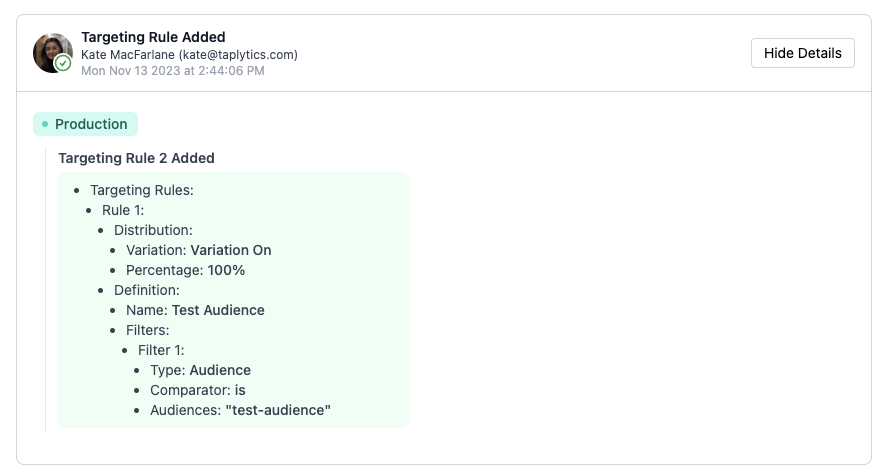 Targeting Rule Added
Kate MacFarlane (kate@taplytics.com)
Mon Nov 13 2023 at 2:44:06 PM
Hide Details
Production
Targeting Rule 2 Added
• Targeting Rules:
• Rule 1:
• Distribution:
• Variation: Variation On
• Percentage: 100%
• Definition:
• Name: Test Audience
• Filters:
• Filter 1:
• Type: Audience
• Comparator: is
• Audiences: "test-audience"